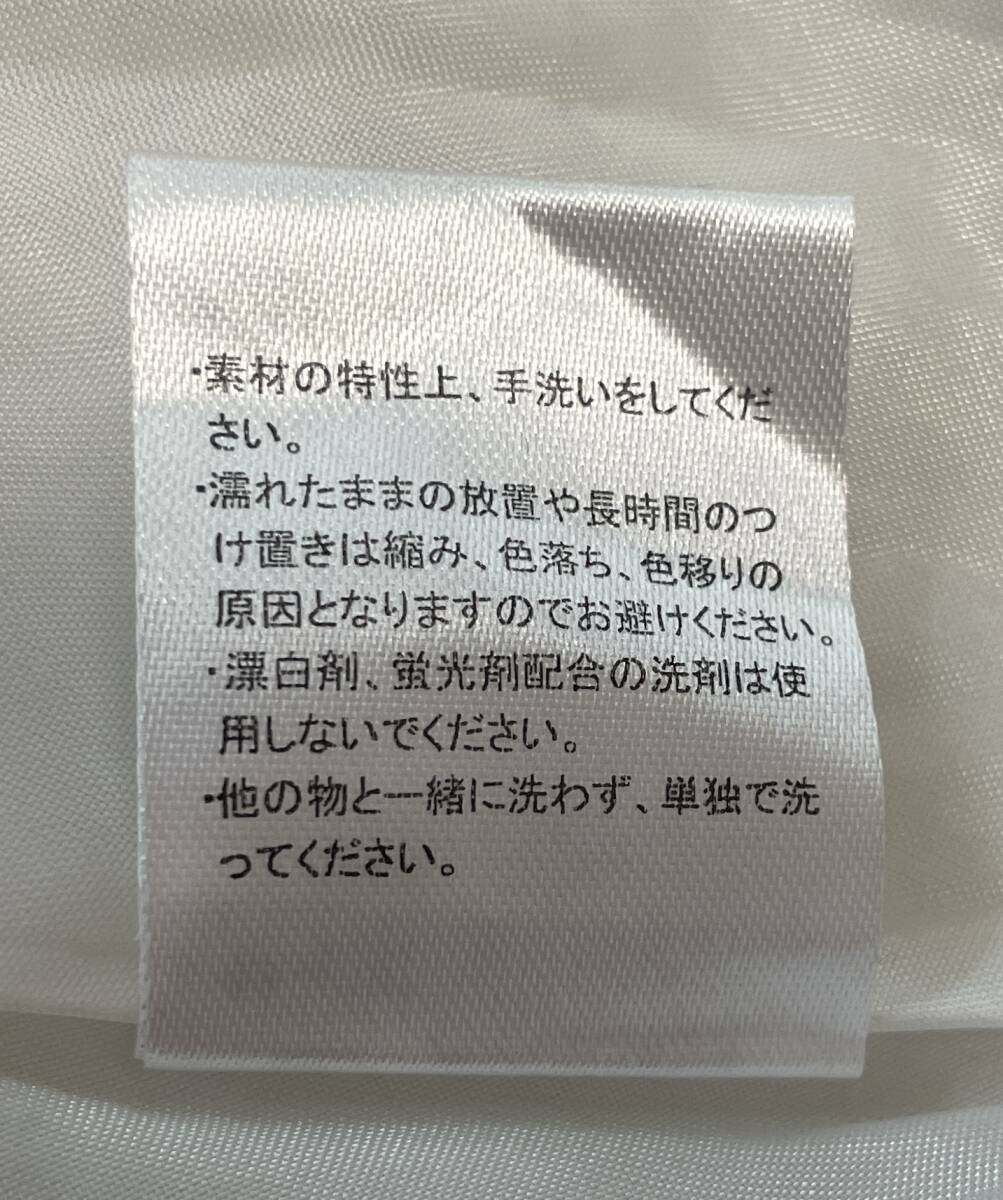 ・素材の特性上、手洗いをしてくだ
さい。
・濡れたままの放置や長時間のつ
け置きは縮み、色落ち、色移りの
原因となりますのでお避けください。
・漂白剤、蛍光剤配合の洗剤は使
用しないでください。
・他の物と一緒に洗わず、単独で洗
ってください。